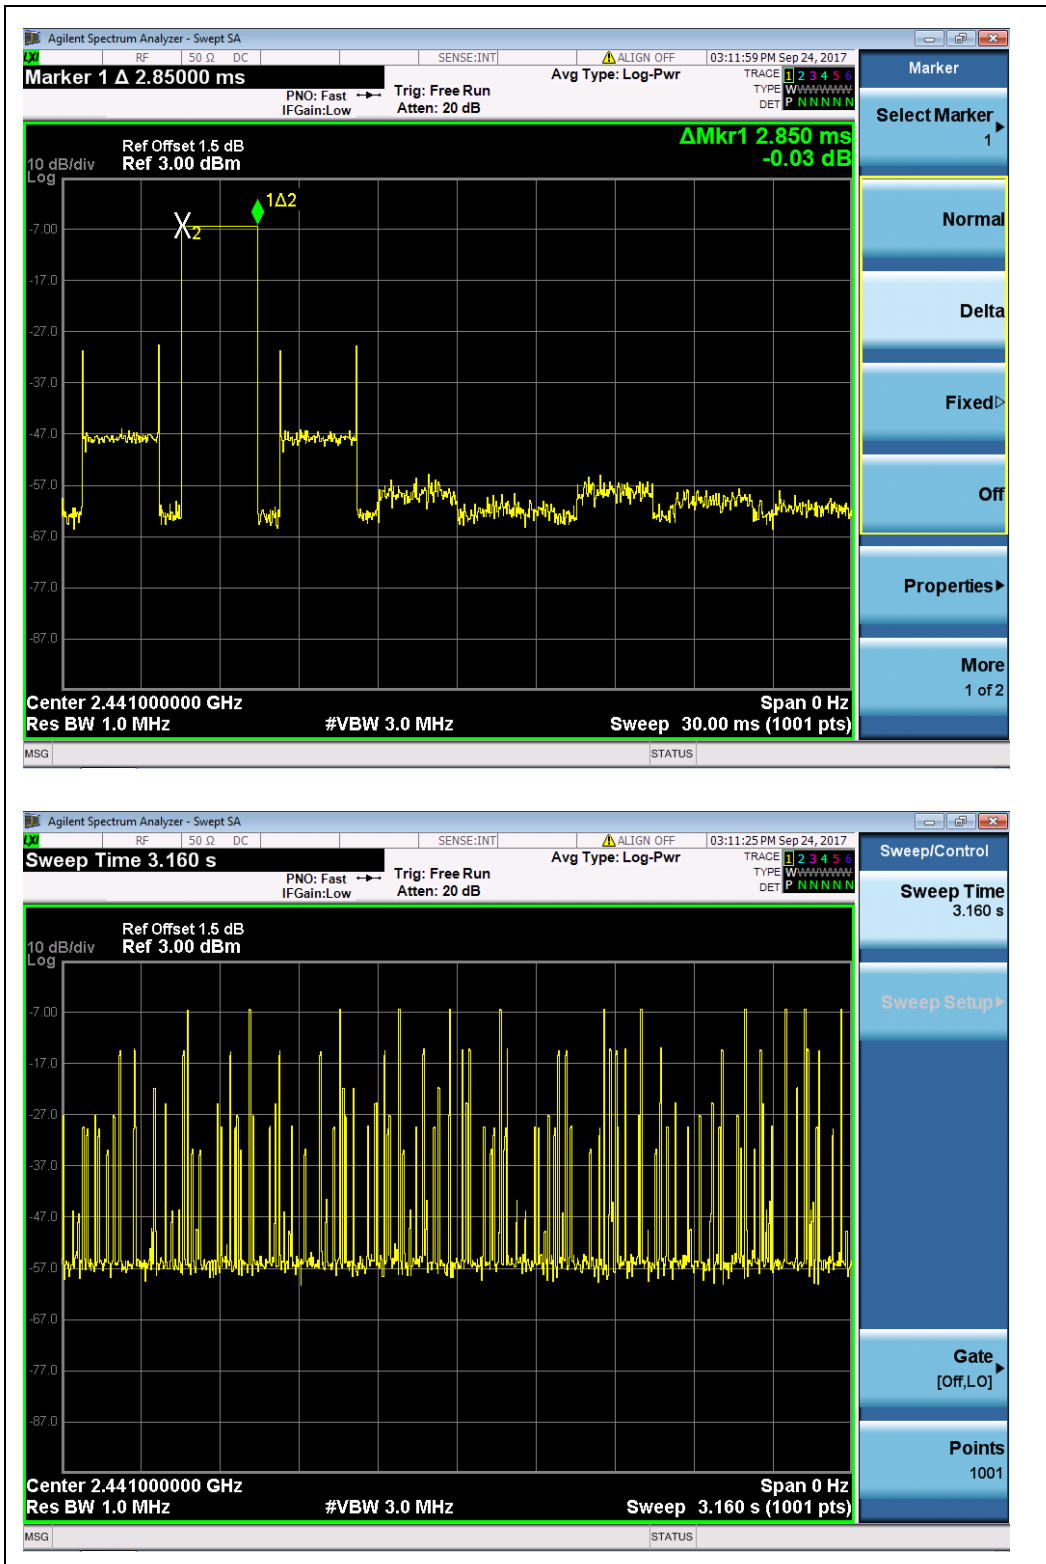 Agilent Spectrum Analyzer - Swept SA
LXI RF 50 Ω DC SENSE:INT ALIGN OFF 03:11:59 PM Sep 24, 2017
Marker 1 Δ 2.85000 ms
PNO: Fast
IFGain:Low
Trig: Free Run
Atten: 20 dB
Avg Type: Log-Pwr
TRACE 1 2 3 4 5 6
TYPE WWWWWWW
DET P N N N N N
Marker
Select Marker
1
Normal
Delta
Fixed
Off
Properties
More
1 of 2
ΔMkr1 2.850 ms
-0.03 dB
Ref Offset 1.5 dB
10 dB/div Ref 3.00 dBm
Log
1Δ2
2
-7.00
-17.0
-27.0
-37.0
-47.0
-57.0
-67.0
-77.0
-87.0
Center 2.441000000 GHz Span 0 Hz
Res BW 1.0 MHz #VBW 3.0 MHz Sweep 30.00 ms (1001 pts)
MSG STATUS
Agilent Spectrum Analyzer - Swept SA
LXI RF 50 Ω DC SENSE:INT ALIGN OFF 03:11:25 PM Sep 24, 2017
Sweep Time 3.160 s
PNO: Fast
IFGain:Low
Trig: Free Run
Atten: 20 dB
Avg Type: Log-Pwr
TRACE 1 2 3 4 5 6
TYPE WWWWWWW
DET P N N N N N
Sweep/Control
Sweep Time
3.160 s
Sweep Setup
Gate
[Off,LO]
Points
1001
Ref Offset 1.5 dB
10 dB/div Ref 3.00 dBm
Log
-7.00
-17.0
-27.0
-37.0
-47.0
-57.0
-67.0
-77.0
-87.0
Center 2.441000000 GHz Span 0 Hz
Res BW 1.0 MHz #VBW 3.0 MHz Sweep 3.160 s (1001 pts)
MSG STATUS